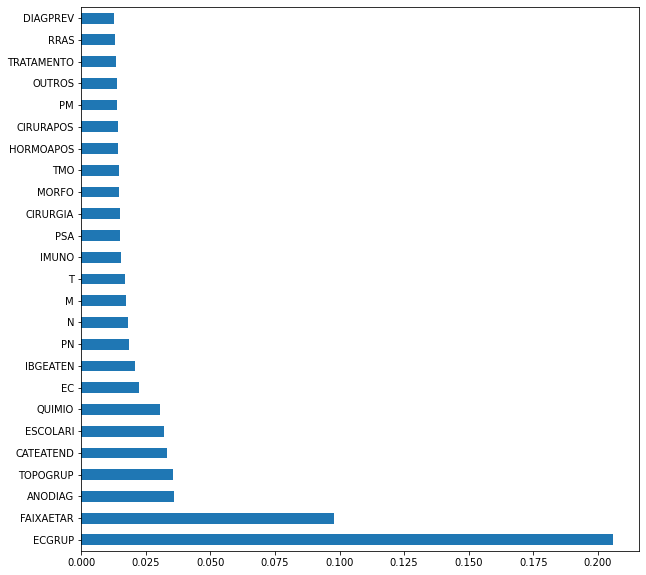 DIAGPREV
RRAS
TRATAMENTO
OUTROS
PM
CIRURAPOS
HORMOAPOS
TMO
MORFO
CIRURGIA
PSA
IMUNO
T
M
N
PN
IBGEATEN
EC
QUIMIO
ESCOLARI
CATEATEND
TOPOGRUP
ANODIAG
FAIXAETAR
ECGRUP
0.000 0.025 0.050 0.075 0.100 0.125 0.150 0.175 0.200